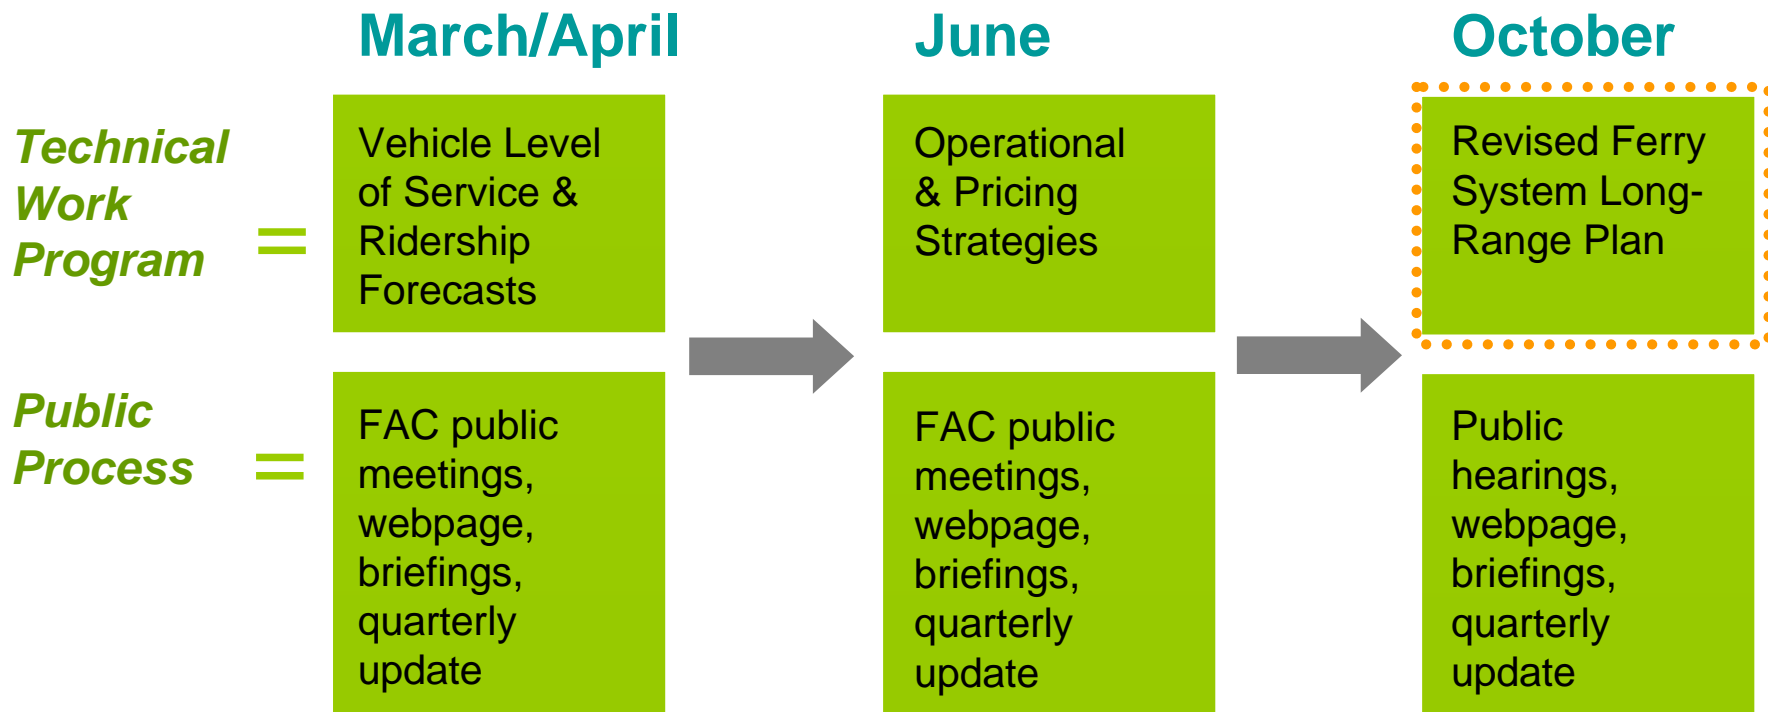 March/April
June
October
Technical
Work
Program
=
Vehicle Level
of Service &
Ridership
Forecasts
Operational
& Pricing
Strategies
Revised Ferry
System Long-
Range Plan
Public
Process
=
FAC public
meetings,
webpage,
briefings,
quarterly
update
FAC public
meetings,
webpage,
briefings,
quarterly
update
Public
hearings,
webpage,
briefings,
quarterly
update